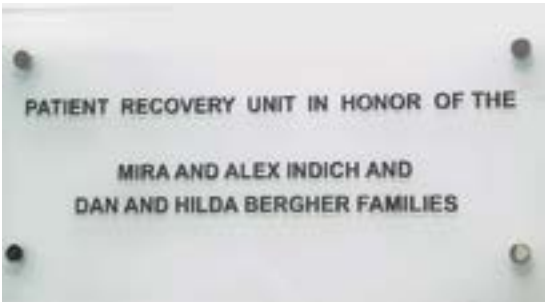 PATIENT RECOVERY UNIT IN HONOR OF THE
MIRA AND ALEX INDICH AND
DAN AND HILDA BERGHER FAMILIES